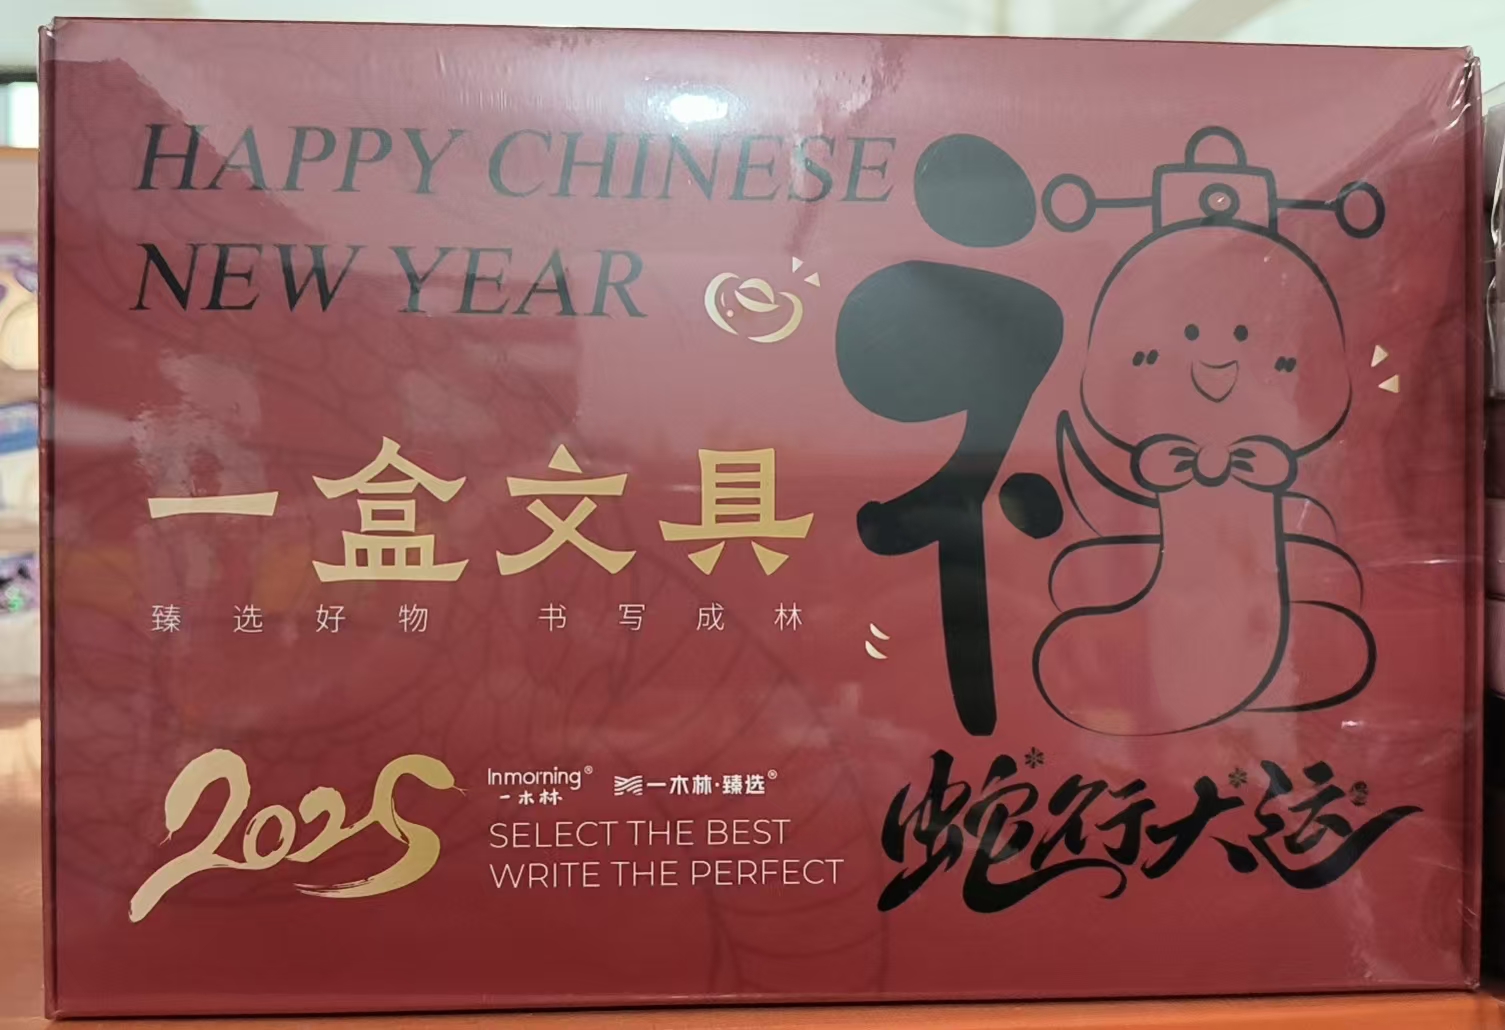 HAPPY CHINESE
NEW YEAR
一盒文具
臻选好物 书写成林
2025
Inmorning®
一木林
一木林·臻选®
SELECT THE BEST
WRITE THE PERFECT
蛇行大运